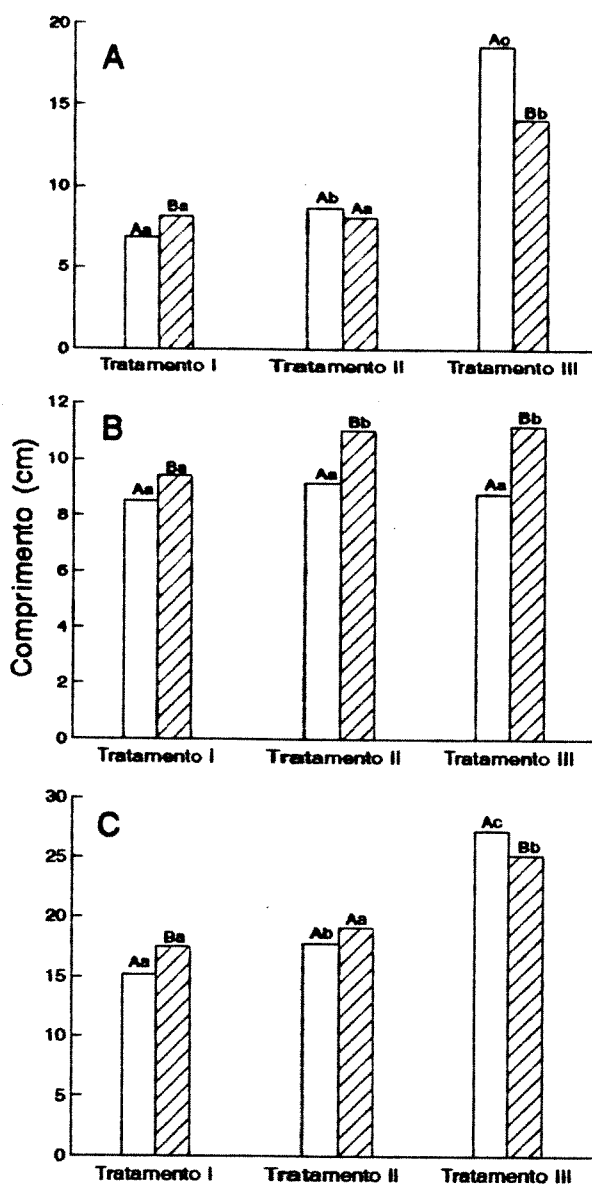 A
20
15
10
5
0
Aa
Ba
Ab
Aa
Ac
Bb
Tratamento I
Tratamento II
Tratamento III
Comprimento (cm)
B
12
10
8
6
4
2
0
Aa
Ba
Aa
Bb
Aa
Bb
Tratamento I
Tratamento II
Tratamento III
C
30
25
20
15
10
5
0
Aa
Ba
Ab
Aa
Ac
Bb
Tratamento I
Tratamento II
Tratamento III